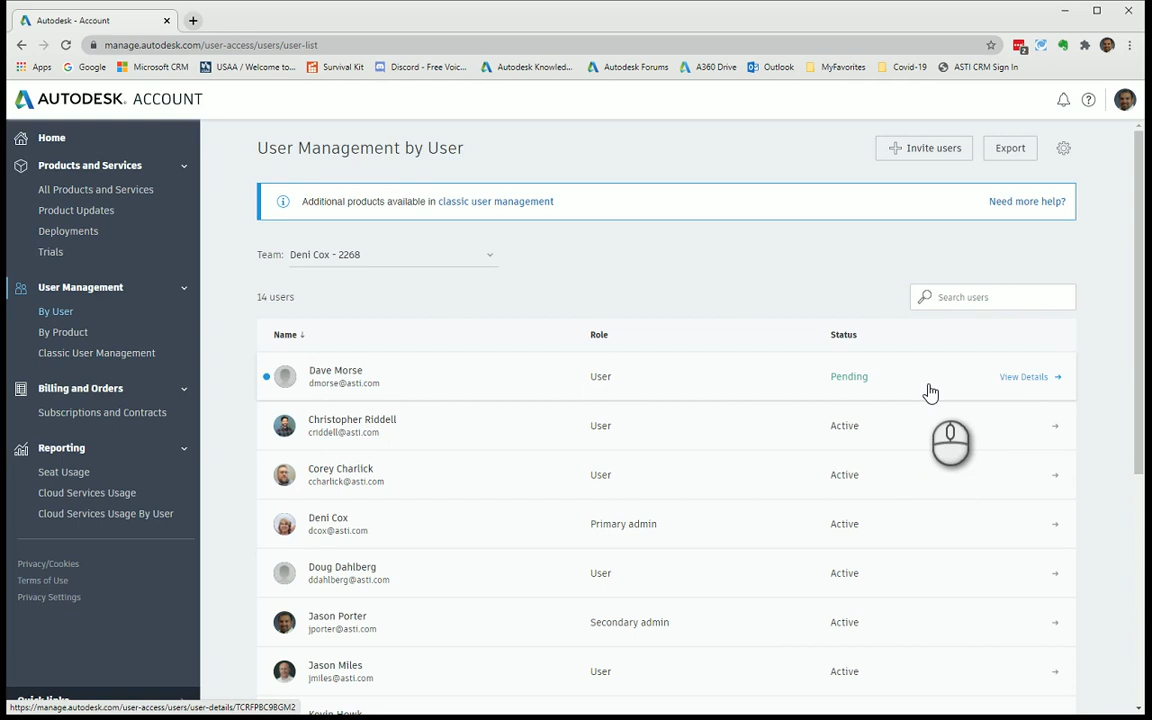 Autodesk - Account
manage.autodesk.com/user-access/users/user-list
2
Apps
Google
Microsoft CRM
USAA / Welcome to...
Survival Kit
Discord - Free Voic...
Autodesk Knowled...
Autodesk Forums
A360 Drive
Outlook
MyFavorites
Covid-19
ASTI CRM Sign In
AUTODESK. ACCOUNT
Home
Products and Services
All Products and Services
Product Updates
Deployments
Trials
User Management
By User
By Product
Classic User Management
Billing and Orders
Subscriptions and Contracts
Reporting
Seat Usage
Cloud Services Usage
Cloud Services Usage By User
Privacy/Cookies
Terms of Use
Privacy Settings
Quick links
https://manage.autodesk.com/user-access/users/user-details/TCRFPBC9BGM2
User Management by User
Invite users
Export
Additional products available in classic user management
Need more help?
Team: Deni Cox - 2268
14 users
Search users
Name Role Status
Dave Morse
dmorse@asti.com
User
Pending
View Details
Christopher Riddell
criddell@asti.com
User
Active
Corey Charlick
ccharlick@asti.com
User
Active
Deni Cox
dcox@asti.com
Primary admin
Active
Doug Dahlberg
ddahlberg@asti.com
User
Active
Jason Porter
jporter@asti.com
Secondary admin
Active
Jason Miles
jmiles@asti.com
User
Active
Kevin Howk